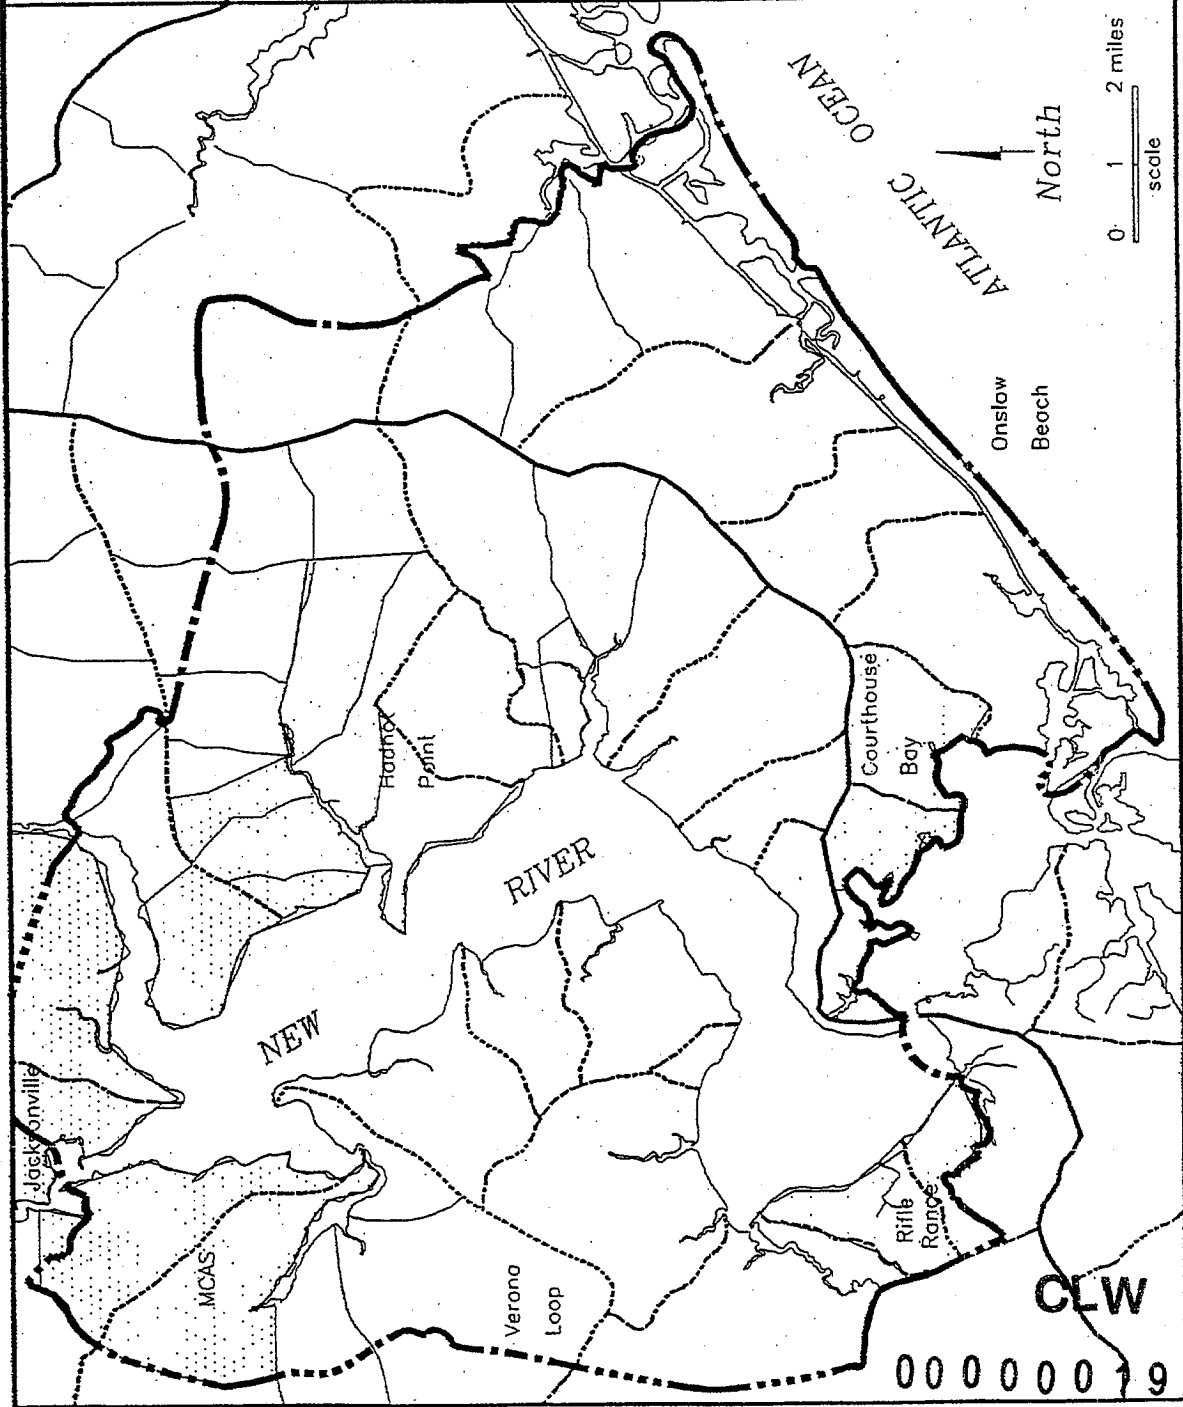 Jacksonville
MCAS
Verona
Loop
NEW
RIVER
Hadnot
Point
Courthouse
Bay
Rifle
Range
Onslow
Beach
ATLANTIC
OCEAN
North
0 1 2 miles
scale
CLW
00000019